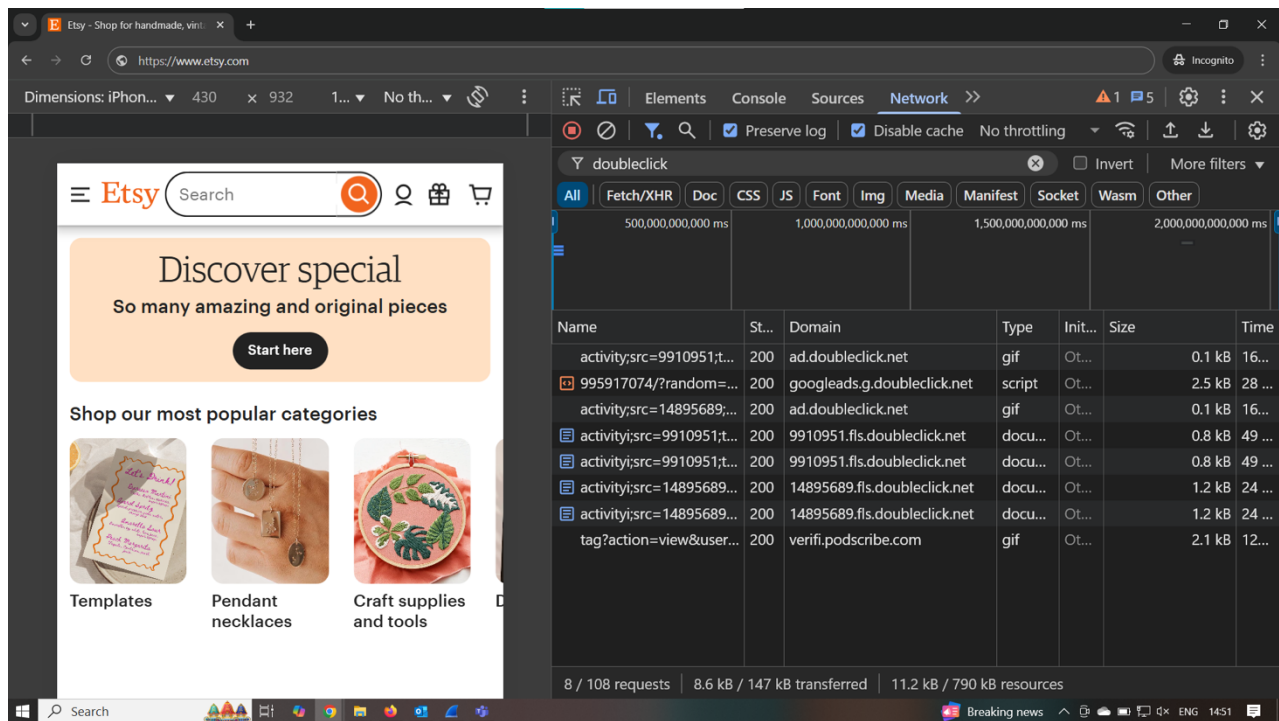 Etsy - Shop for handmade, vint
https://www.etsy.com
Incognito
Dimensions: iPhon... 430 x 932 1... No th...
Elements Console Sources Network 1 5
Preserve log Disable cache No throttling
doubleclick Invert More filters
All Fetch/XHR Doc CSS JS Font Img Media Manifest Socket Wasm Other
500,000,000,000 ms 1,000,000,000,000 ms 1,500,000,000,000 ms 2,000,000,000,000 ms
Name St... Domain Type Init... Size Time
activity;src=9910951;t... 200 ad.doubleclick.net gif Ot... 0.1 kB 16...
995917074/?random=... 200 googleads.g.doubleclick.net script Ot... 2.5 kB 28 ...
activity;src=14895689;... 200 ad.doubleclick.net gif Ot... 0.1 kB 16...
activityi;src=9910951;t... 200 9910951.fls.doubleclick.net docu... Ot... 0.8 kB 49 ...
activityi;src=9910951;t... 200 9910951.fls.doubleclick.net docu... Ot... 0.8 kB 49 ...
activityi;src=14895689... 200 14895689.fls.doubleclick.net docu... Ot... 1.2 kB 24 ...
activityi;src=14895689... 200 14895689.fls.doubleclick.net docu... Ot... 1.2 kB 24 ...
tag?action=view&user... 200 verifi.podscribe.com gif Ot... 2.1 kB 12...
8 / 108 requests 8.6 kB / 147 kB transferred 11.2 kB / 790 kB resources
Etsy Search
Discover special
So many amazing and original pieces
Start here
Shop our most popular categories
Let's Drink!
Templates
Pendant
necklaces
Craft supplies
and tools
Search
Breaking news ENG 14:51